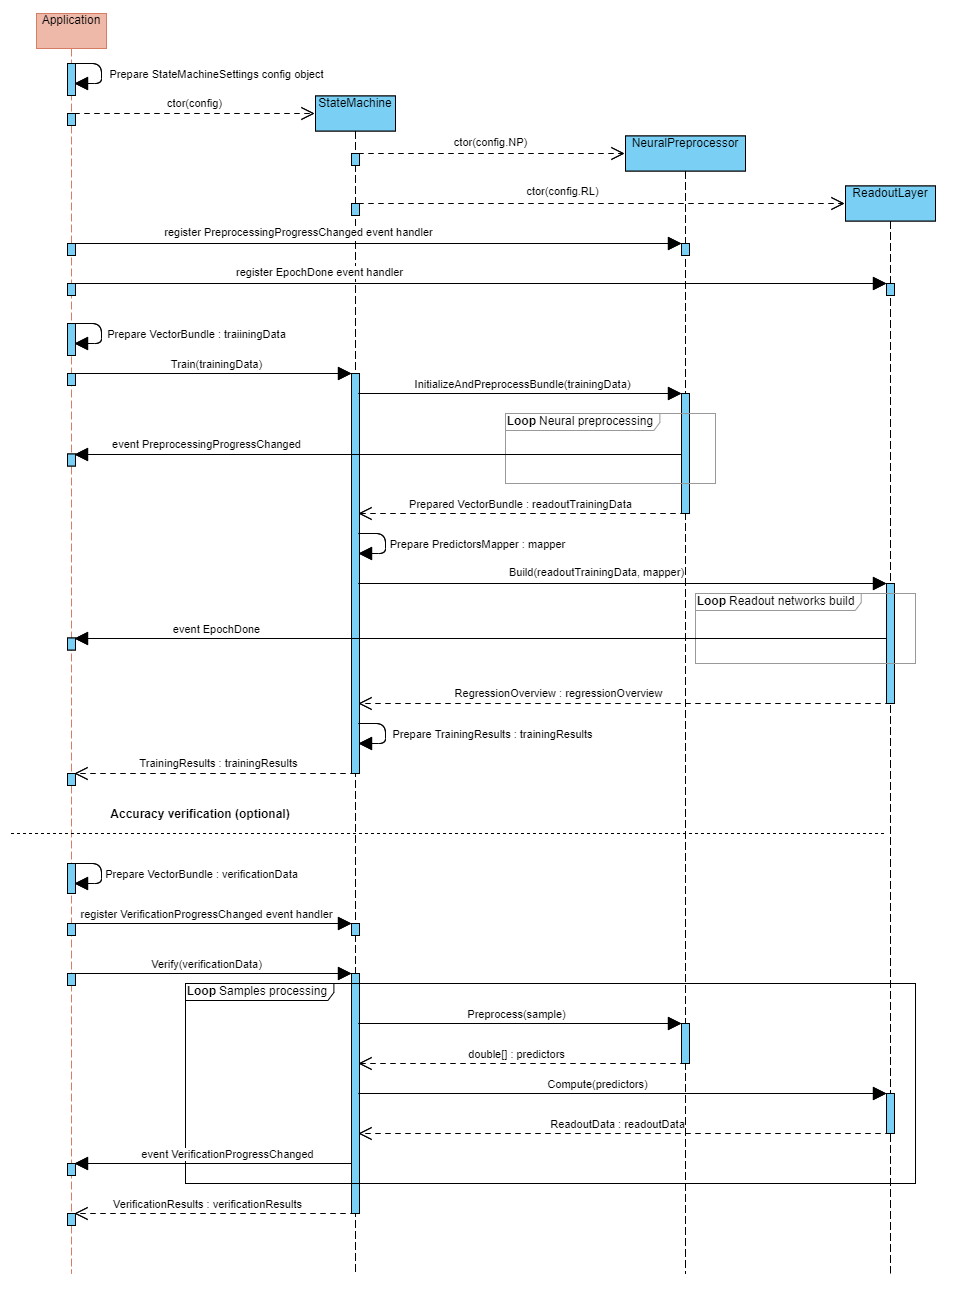 Application
Prepare StateMachineSettings config object
ctor(config)
StateMachine
ctor(config.NP)
NeuralPreprocessor
ctor(config.RL)
ReadoutLayer
register PreprocessingProgressChanged event handler
register EpochDone event handler
Prepare VectorBundle : traiiningData
Train(trainingData)
InitializeAndPreprocessBundle(trainingData)
Loop Neural preprocessing
event PreprocessingProgressChanged
Prepared VectorBundle : readoutTrainingData
Prepare PredictorsMapper : mapper
Build(readoutTrainingData, mapper)
Loop Readout networks build
event EpochDone
RegressionOverview : regressionOverview
Prepare TrainingResults : trainingResults
TrainingResults : trainingResults
Accuracy verification (optional)
Prepare VectorBundle : verificationData
register VerificationProgressChanged event handler
Verify(verificationData)
Loop Samples processing
Preprocess(sample)
double[] : predictors
Compute(predictors)
ReadoutData : readoutData
event VerificationProgressChanged
VerificationResults : verificationResults